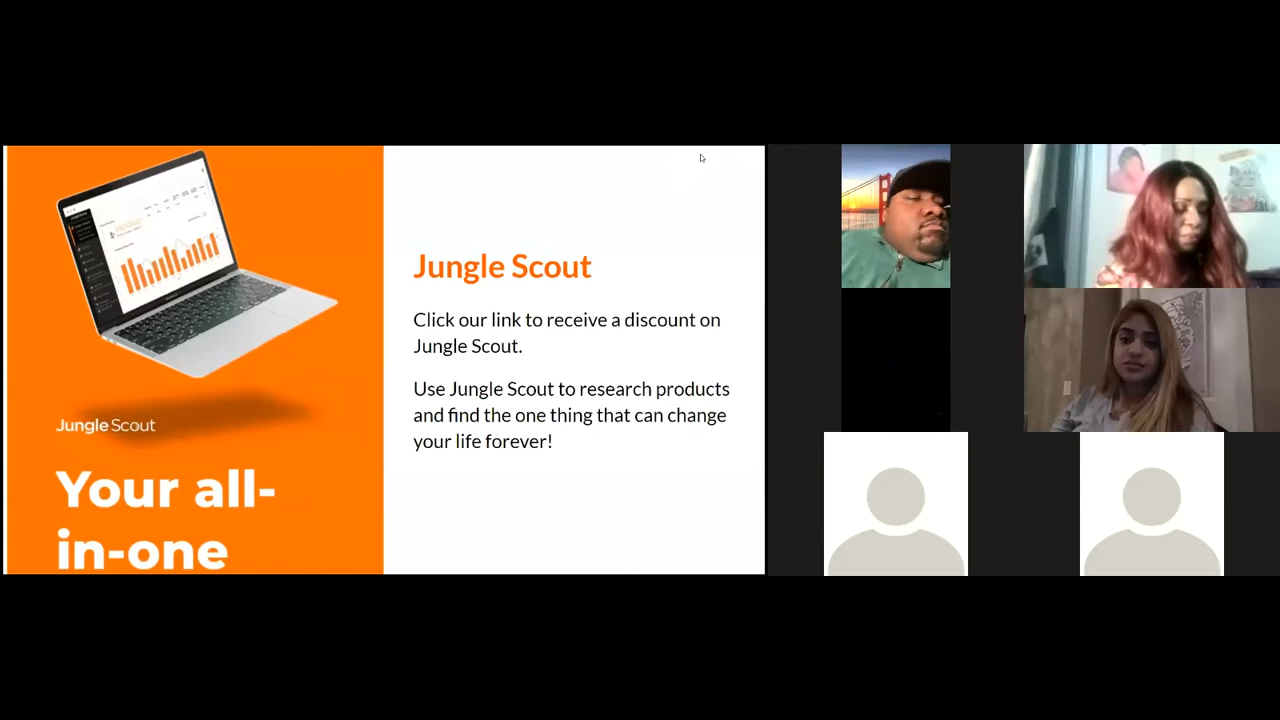 Jungle Scout
Your all-
in-one
Jungle Scout
Click our link to receive a discount on
Jungle Scout.
Use Jungle Scout to research products
and find the one thing that can change
your life forever!